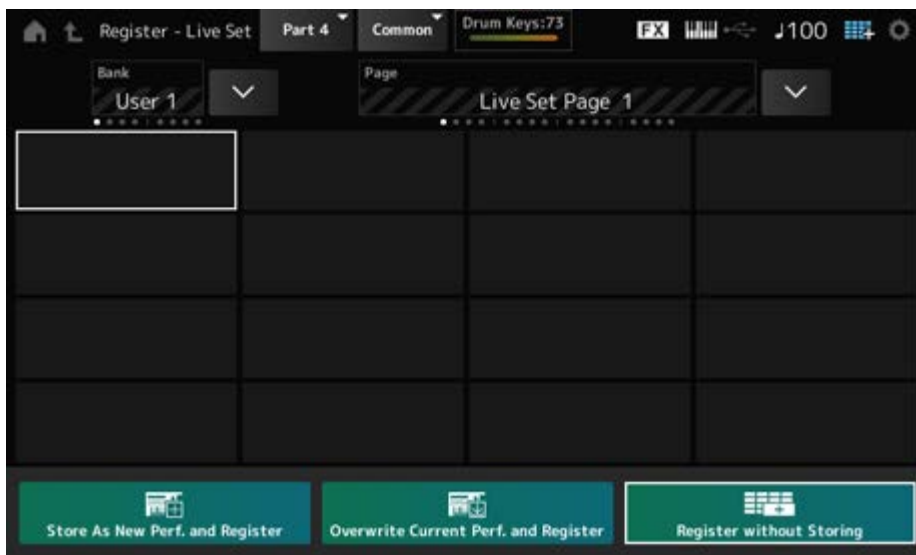 Register - Live Set
Part 4
Common
Drum Keys:73
FX
♩100
Bank
User 1
Page
Live Set Page 1
Store As New Perf. and Register
Overwrite Current Perf. and Register
Register without Storing